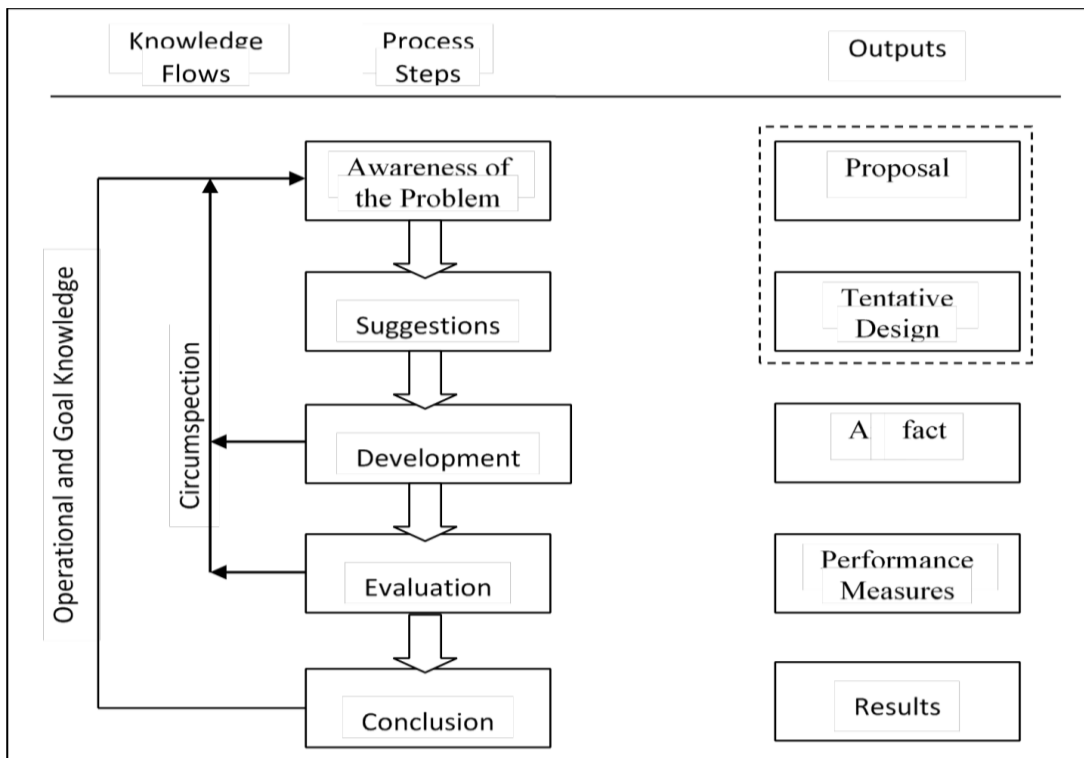 Knowledge
Flows
Process
Steps
Outputs
Awareness of
the Problem
Proposal
Suggestions
Tentative
Design
Development
A fact
Evaluation
Performance
Measures
Conclusion
Results
Operational and Goal Knowledge
Circumspection